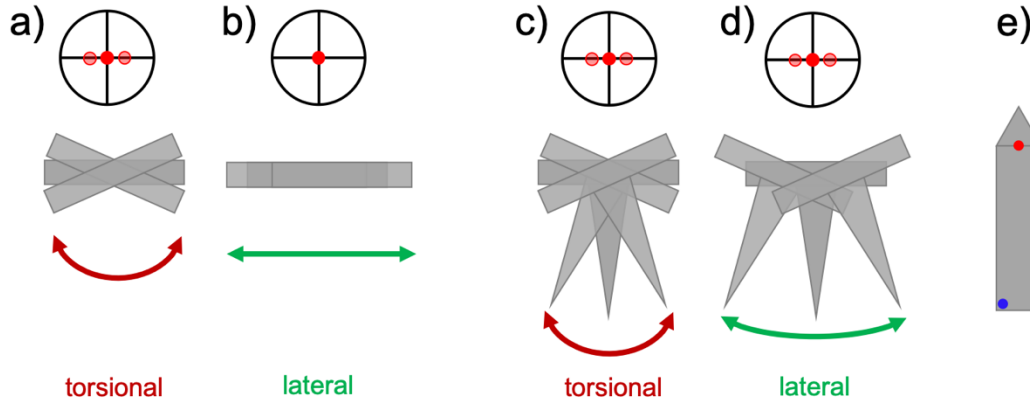 a)
b)
c)
d)
e)
torsional
lateral
torsional
lateral